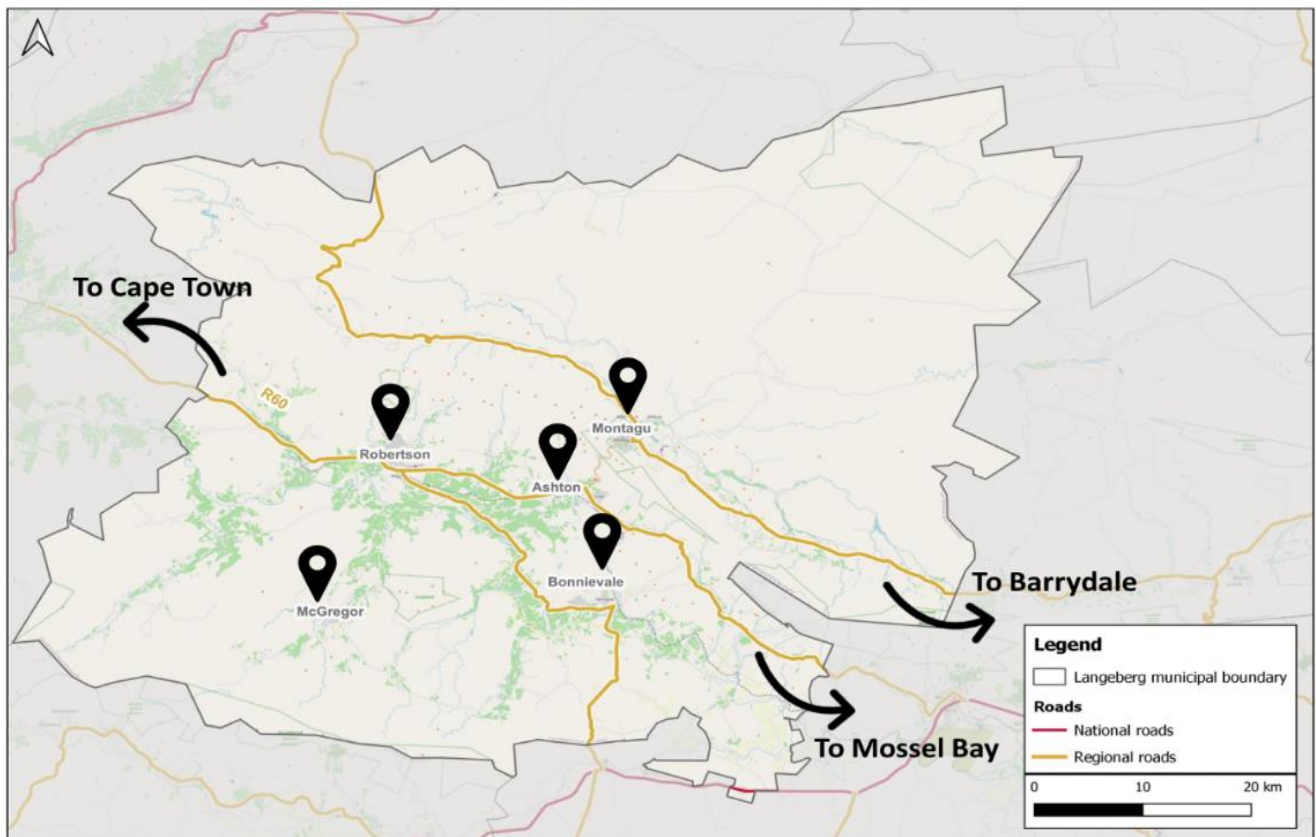 To Cape Town
R60
Montagu
Robertson
Ashton
Bonnievale
McGregor
To Barrydale
To Mossel Bay
Legend
Langeberg municipal boundary
Roads
National roads
Regional roads
0 10 20 km